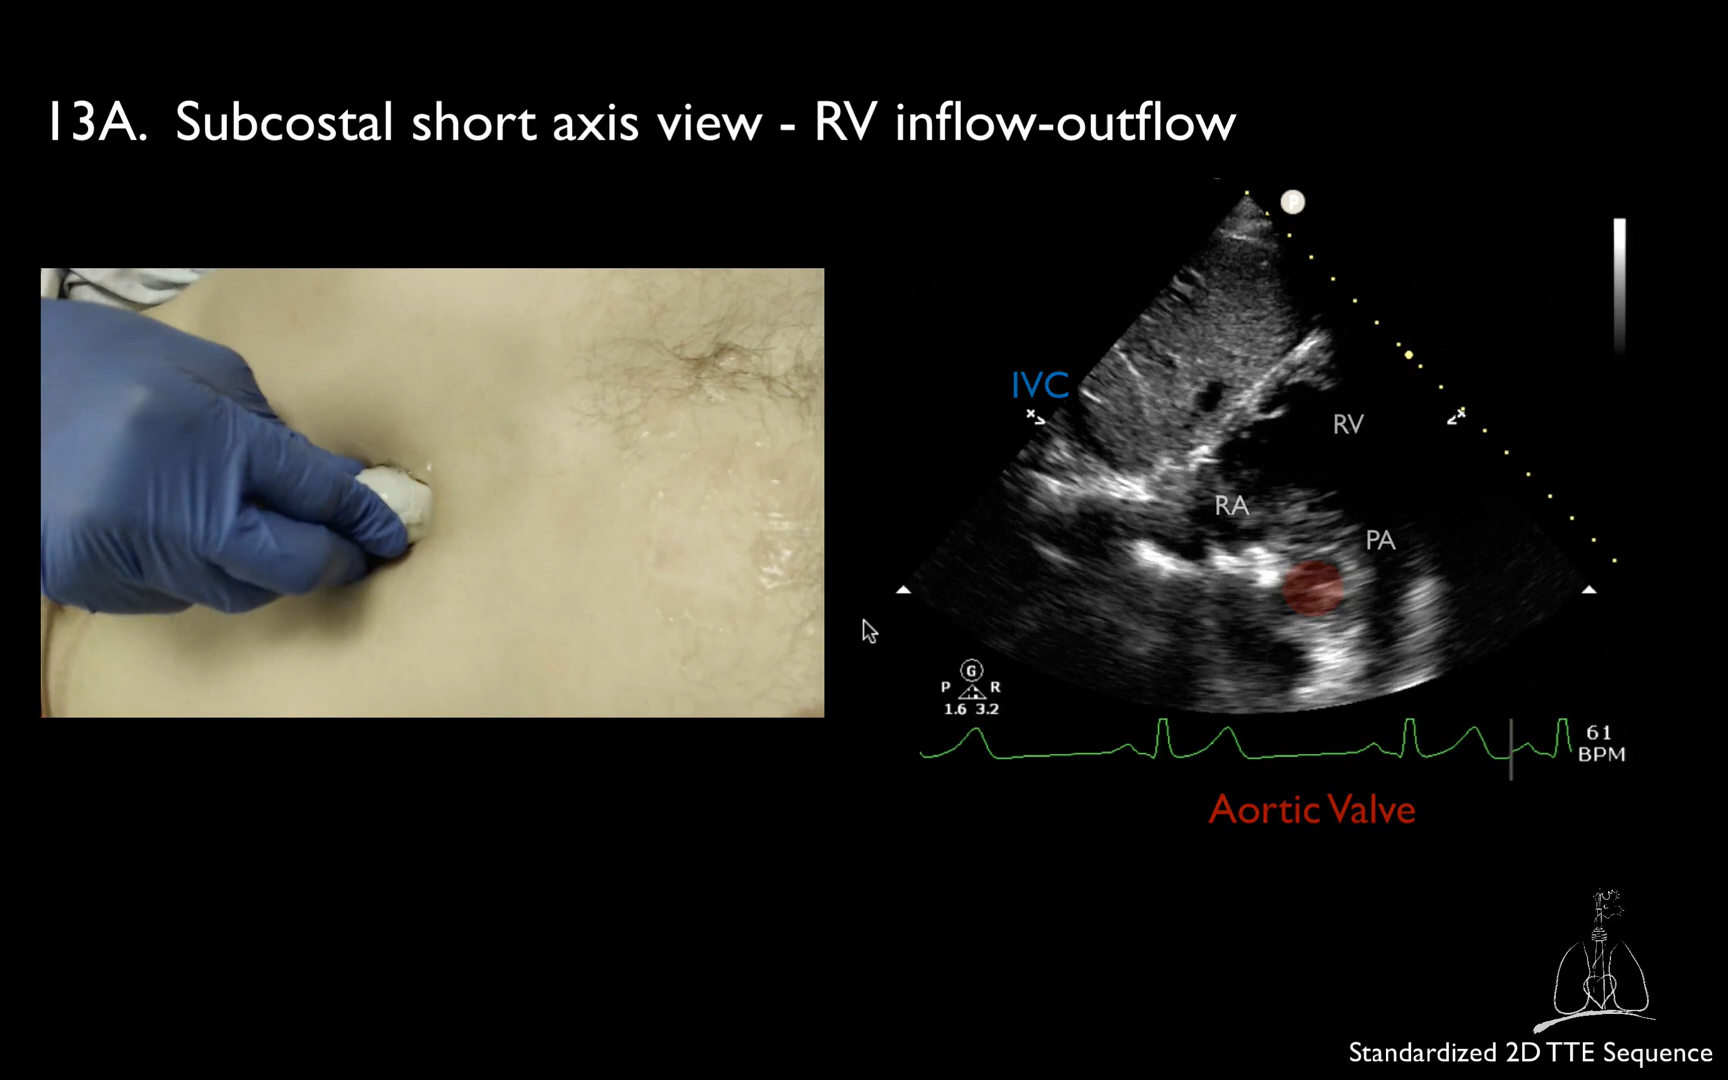 13A. Subcostal short axis view - RV inflow-outflow
P
IVC
RV
RA
PA
G
P R
1.6 3.2
61
BPM
Aortic Valve
Standardized 2D TTE Sequence